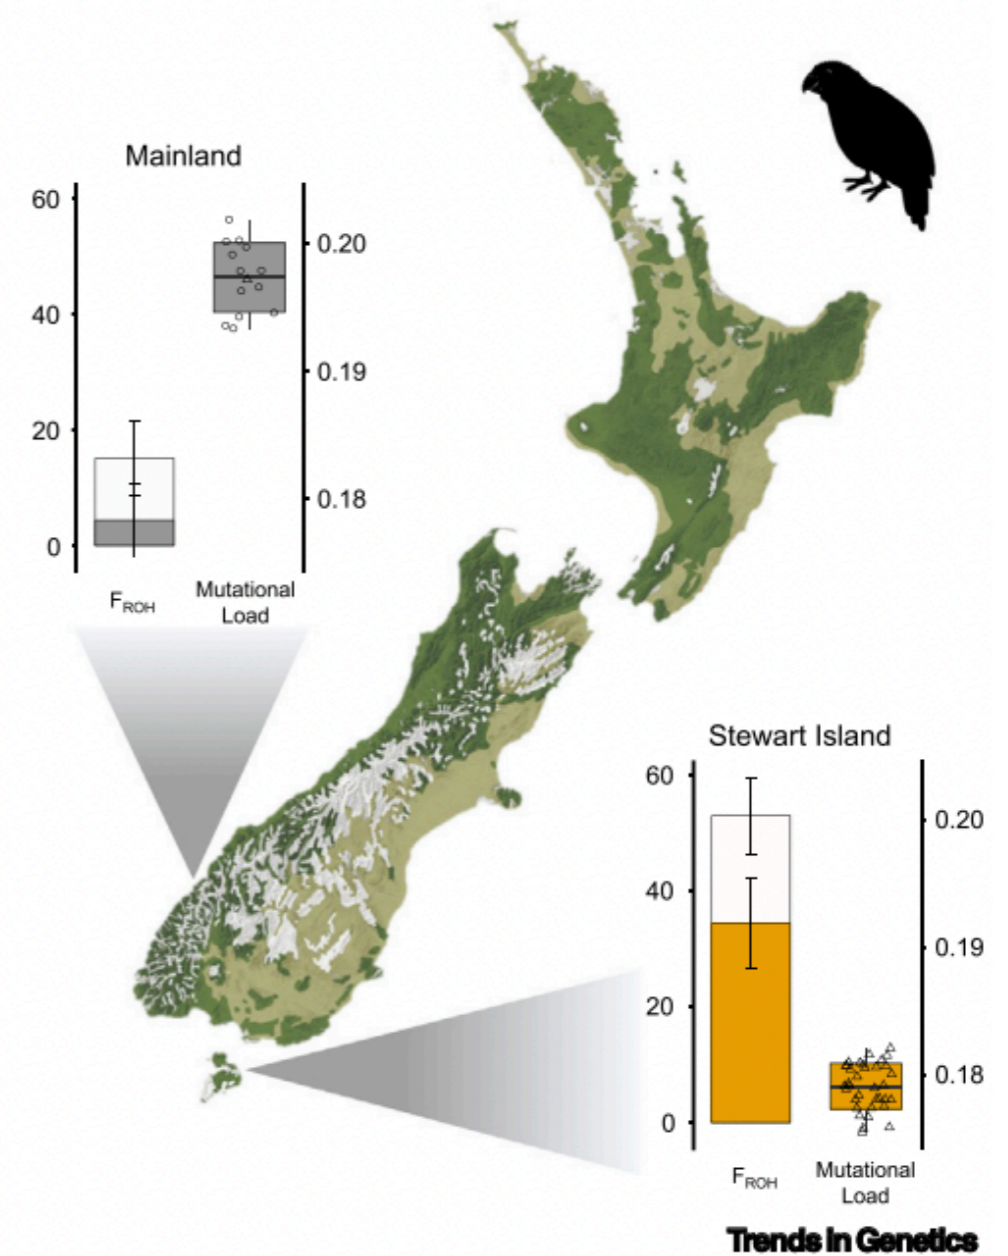 Mainland
60
40
20
0
0.20
0.19
0.18
FROH
Mutational
Load
Stewart Island
60
40
20
0
0.20
0.19
0.18
FROH
Mutational
Load
Trends in Genetics